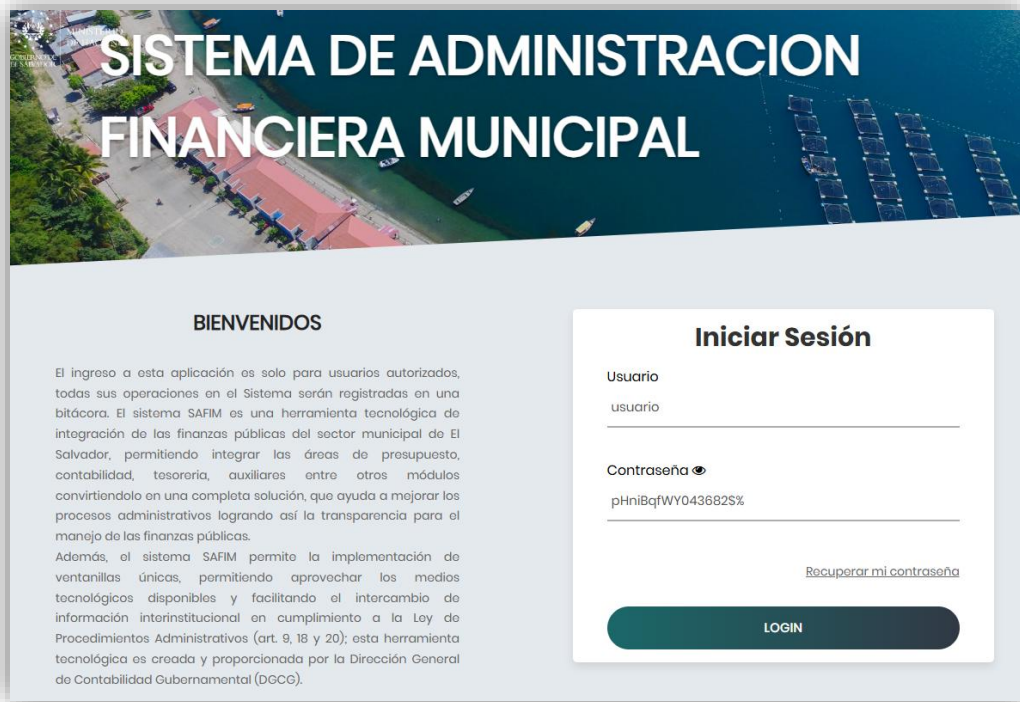 MINISTERIO
GOBIERNO DE
EL SALVADOR
SISTEMA DE ADMINISTRACION
FINANCIERA MUNICIPAL
BIENVENIDOS
El ingreso a esta aplicación es solo para usuarios autorizados,
todas sus operaciones en el Sistema serán registradas en una
bitácora. El sistema SAFIM es una herramienta tecnológica de
integración de las finanzas públicas del sector municipal de El
Salvador, permitiendo integrar las áreas de presupuesto,
contabilidad, tesoreria, auxiliares entre otros módulos
convirtiendolo en una completa solución, que ayuda a mejorar los
procesos administrativos logrando así la transparencia para el
manejo de las finanzas públicas.
Además, el sistema SAFIM permite la implementación de
ventanillas únicas, permitiendo aprovechar los medios
tecnológicos disponibles y facilitando el intercambio de
información interinstitucional en cumplimiento a la Ley de
Procedimientos Administrativos (art. 9, 18 y 20); esta herramienta
tecnológica es creada y proporcionada por la Dirección General
de Contabilidad Gubernamental (DGCG).
Iniciar Sesión
Usuario
usuario
Contraseña
pHniBqfWY043682S%
Recuperar mi contraseña
LOGIN